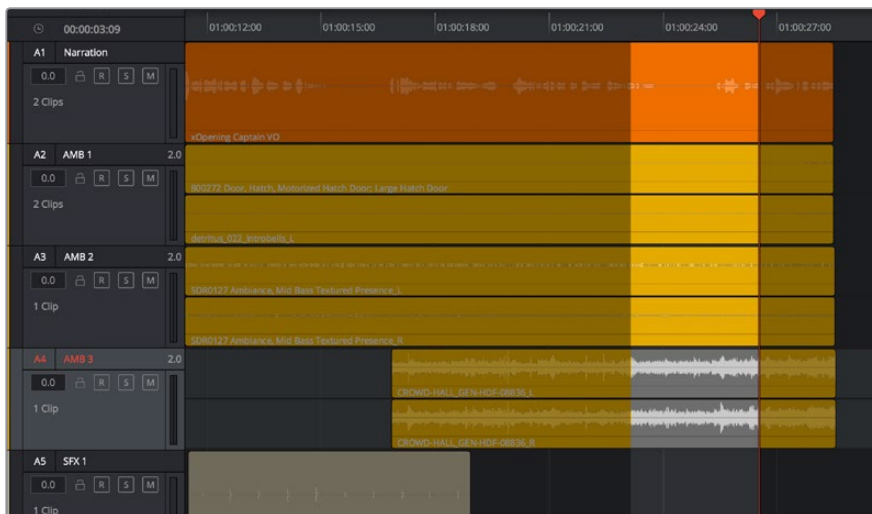 00:00:03:09
01:00:12:00
01:00:15:00
01:00:18:00
01:00:21:00
01:00:24:00
01:00:27:00
A1 Narration
0.0 R S M
2 Clips
xOpening Captain VO
A2 AMB 1 2.0
0.0 R S M
2 Clips
800272 Door, Hatch, Motorized Hatch Door; Large Hatch Door
detritus_022_introbells_L
A3 AMB 2 2.0
0.0 R S M
1 Clip
SDR0127 Ambiance, Mid Bass Textured Presence_L
SDR0127 Ambiance, Mid Bass Textured Presence_R
A4 AMB 3 2.0
0.0 R S M
1 Clip
CROWD-HALL_GEN-HDF-08836_L
CROWD-HALL_GEN-HDF-08836_R
A5 SFX 1
0.0 R S M
1 Clip